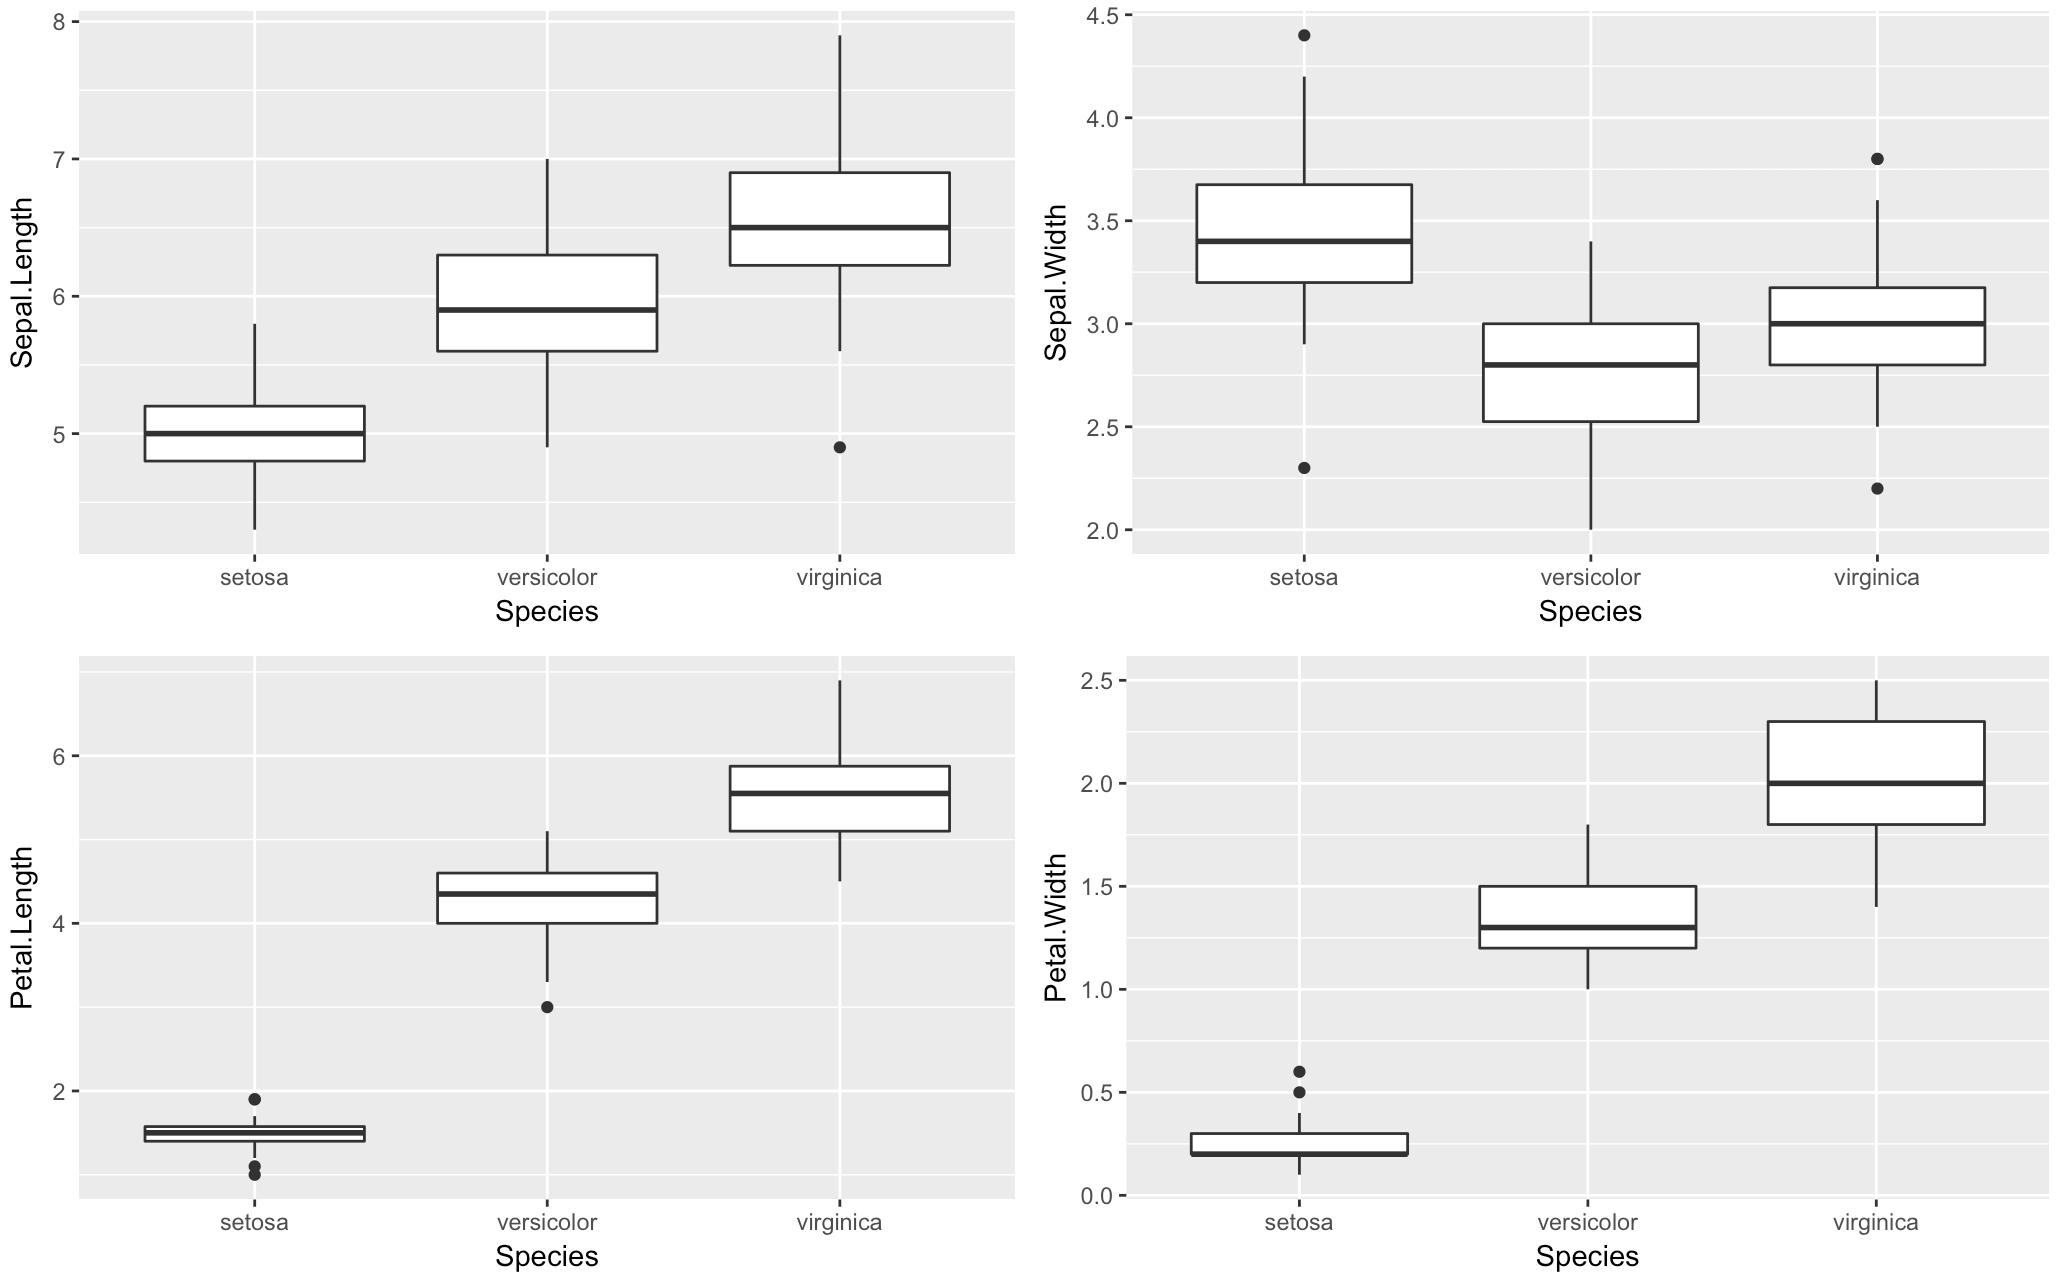 Sepal.Length
8
7
6
5
setosa versicolor virginica
Species
Sepal.Width
4.5
4.0
3.5
3.0
2.5
2.0
setosa versicolor virginica
Species
Petal.Length
6
4
2
setosa versicolor virginica
Species
Petal.Width
2.5
2.0
1.5
1.0
0.5
0.0
setosa versicolor virginica
Species